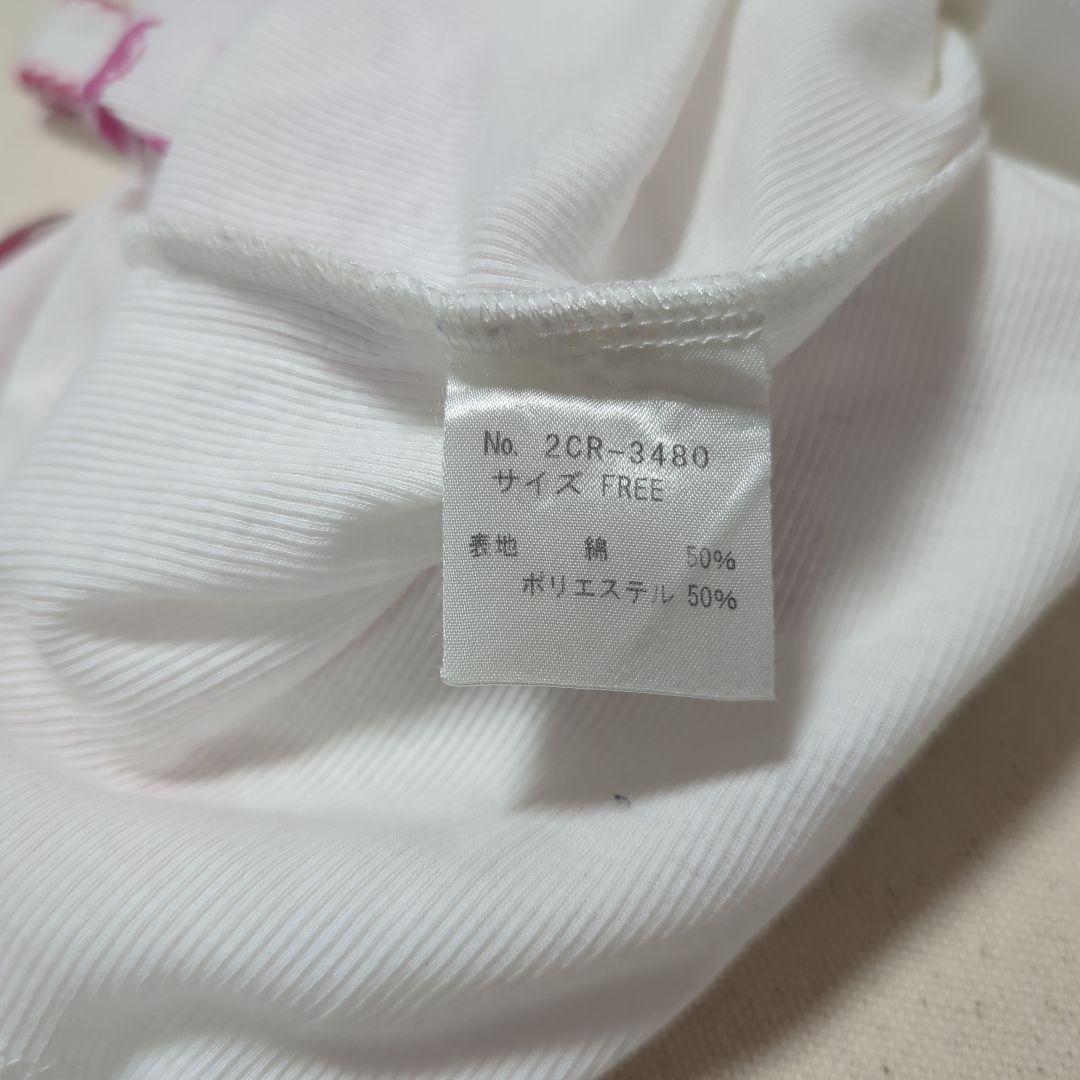 No. 2CR-3480
サイズ FREE
表地 綿 50%
ポリエステル 50%